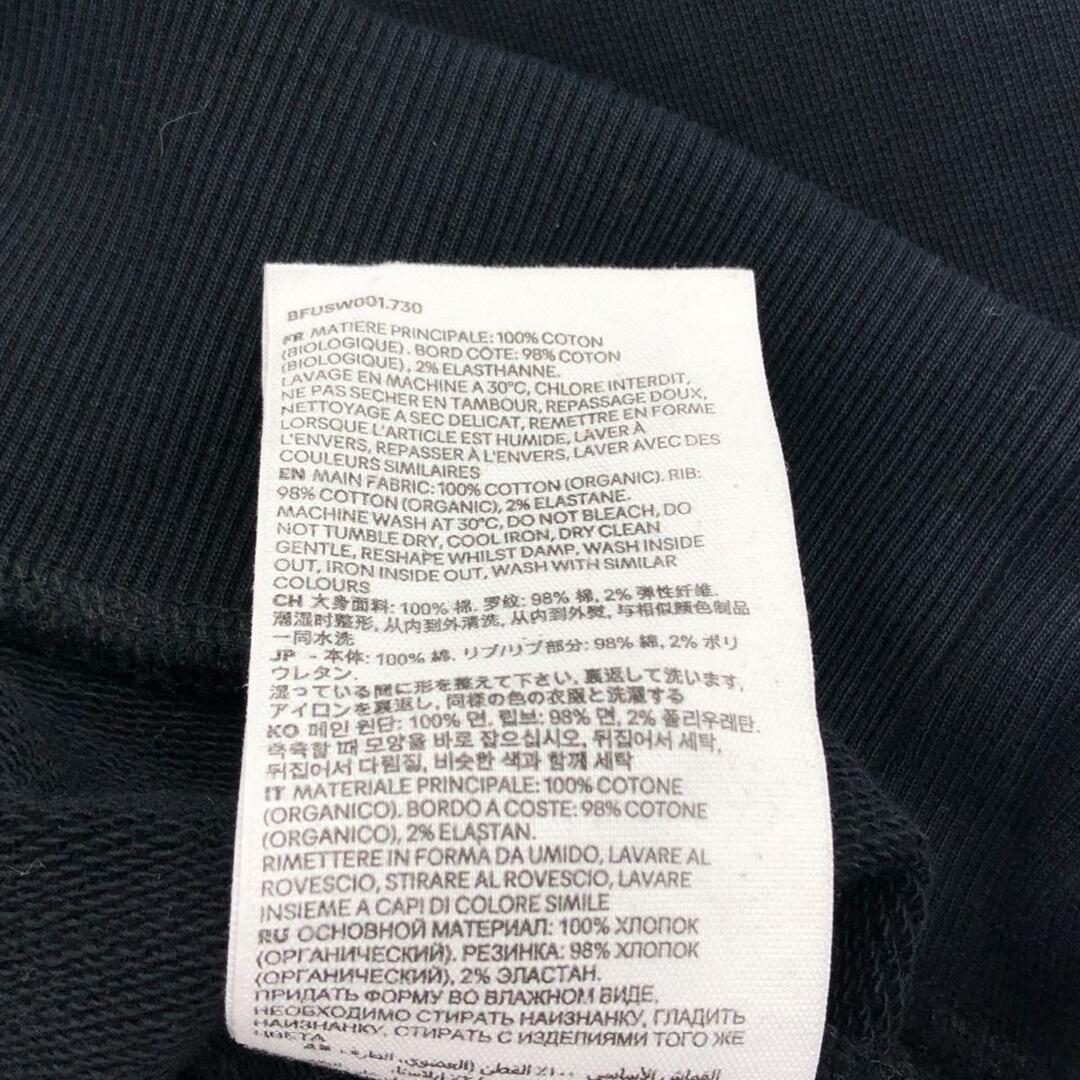 BFUSW001.730
FR MATIERE PRINCIPALE: 100% COTON
(BIOLOGIQUE). BORD COTE: 98% COTON
(BIOLOGIQUE), 2% ELASTHANNE.
LAVAGE EN MACHINE A 30°C, CHLORE INTERDIT,
NE PAS SECHER EN TAMBOUR, REPASSAGE DOUX,
NETTOYAGE A SEC DELICAT, REMETTRE EN FORME
LORSQUE L'ARTICLE EST HUMIDE, LAVER À
L'ENVERS, REPASSER À L'ENVERS, LAVER AVEC DES
COULEURS SIMILAIRES
EN MAIN FABRIC: 100% COTTON (ORGANIC). RIB:
98% COTTON (ORGANIC), 2% ELASTANE.
MACHINE WASH AT 30°C, DO NOT BLEACH, DO
NOT TUMBLE DRY, COOL IRON, DRY CLEAN
GENTLE, RESHAPE WHILST DAMP, WASH INSIDE
OUT, IRON INSIDE OUT, WASH WITH SIMILAR
COLOURS
CH 大身面料: 100% 棉. 罗纹: 98% 棉, 2% 弹性纤维.
潮湿时整形, 从内到外清洗, 从内到外熨, 与相似颜色制品
一同水洗
JP - 本体: 100% 綿. リブ/リブ部分: 98% 綿, 2% ポリ
ウレタン.
湿っている間に形を整えて下さい, 裏返して洗います,
アイロンを裏返し, 同様の色の衣服と洗濯する
KO 메인 원단: 100% 면, 립브: 98% 면, 2% 폴리우레탄.
축축할 때 모양을 바로 잡으십시오, 뒤집어서 세탁,
뒤집어서 다림질, 비슷한 색과 함께 세탁
IT MATERIALE PRINCIPALE: 100% COTONE
(ORGANICO). BORDO A COSTE: 98% COTONE
(ORGANICO), 2% ELASTAN.
RIMETTERE IN FORMA DA UMIDO, LAVARE AL
ROVESCIO, STIRARE AL ROVESCIO, LAVARE
INSIEME A CAPI DI COLORE SIMILE
RU ОСНОВНОЙ МАТЕРИАЛ: 100% ХЛОПОК
(ОРГАНИЧЕСКИЙ). РЕЗИНКА: 98% ХЛОПОК
(ОРГАНИЧЕСКИЙ), 2% ЭЛАСТАН.
ПРИДАТЬ ФОРМУ ВО ВЛАЖНОМ ВИДЕ,
НЕОБХОДИМО СТИРАТЬ НАИЗНАНКУ, ГЛАДИТЬ
НАИЗНАНКУ, СТИРАТЬ С ИЗДЕЛИЯМИ ТОГО ЖЕ
ЦВЕТА
القماش الأساسي: ١٠٠٪ القطن (العضوي).